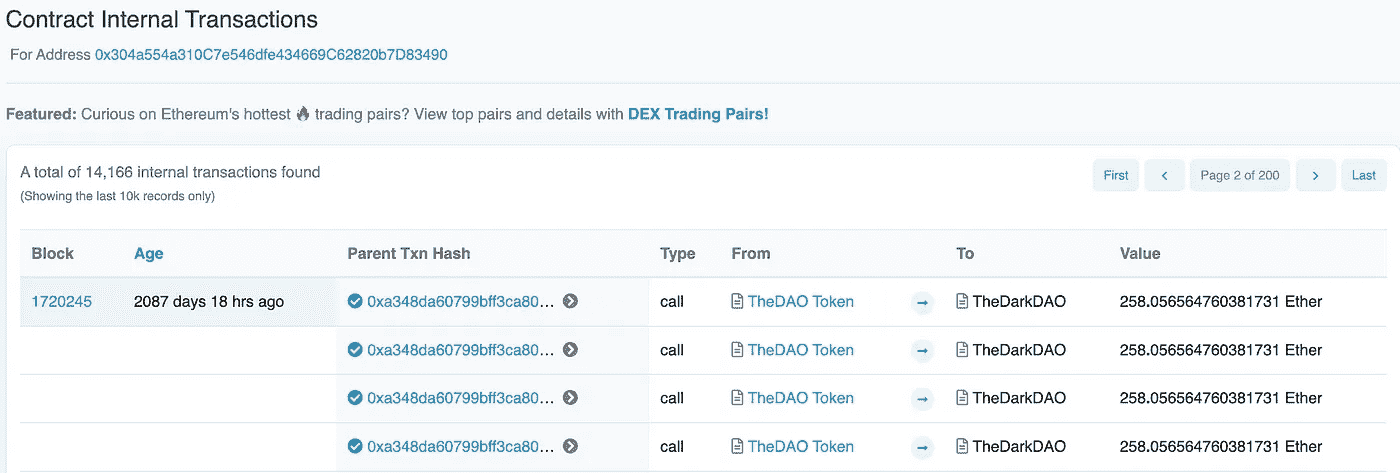 Contract Internal Transactions
For Address 0x304a554a310C7e546dfe434669C62820b7D83490
Featured: Curious on Ethereum's hottest 🔥 trading pairs? View top pairs and details with DEX Trading Pairs!
A total of 14,166 internal transactions found
(Showing the last 10k records only)
First < Page 2 of 200 > Last
Block Age Parent Txn Hash Type From To Value
1720245 2087 days 18 hrs ago 0xa348da60799bff3ca80... call TheDAO Token → TheDarkDAO 258.056564760381731 Ether
0xa348da60799bff3ca80... call TheDAO Token → TheDarkDAO 258.056564760381731 Ether
0xa348da60799bff3ca80... call TheDAO Token → TheDarkDAO 258.056564760381731 Ether
0xa348da60799bff3ca80... call TheDAO Token → TheDarkDAO 258.056564760381731 Ether